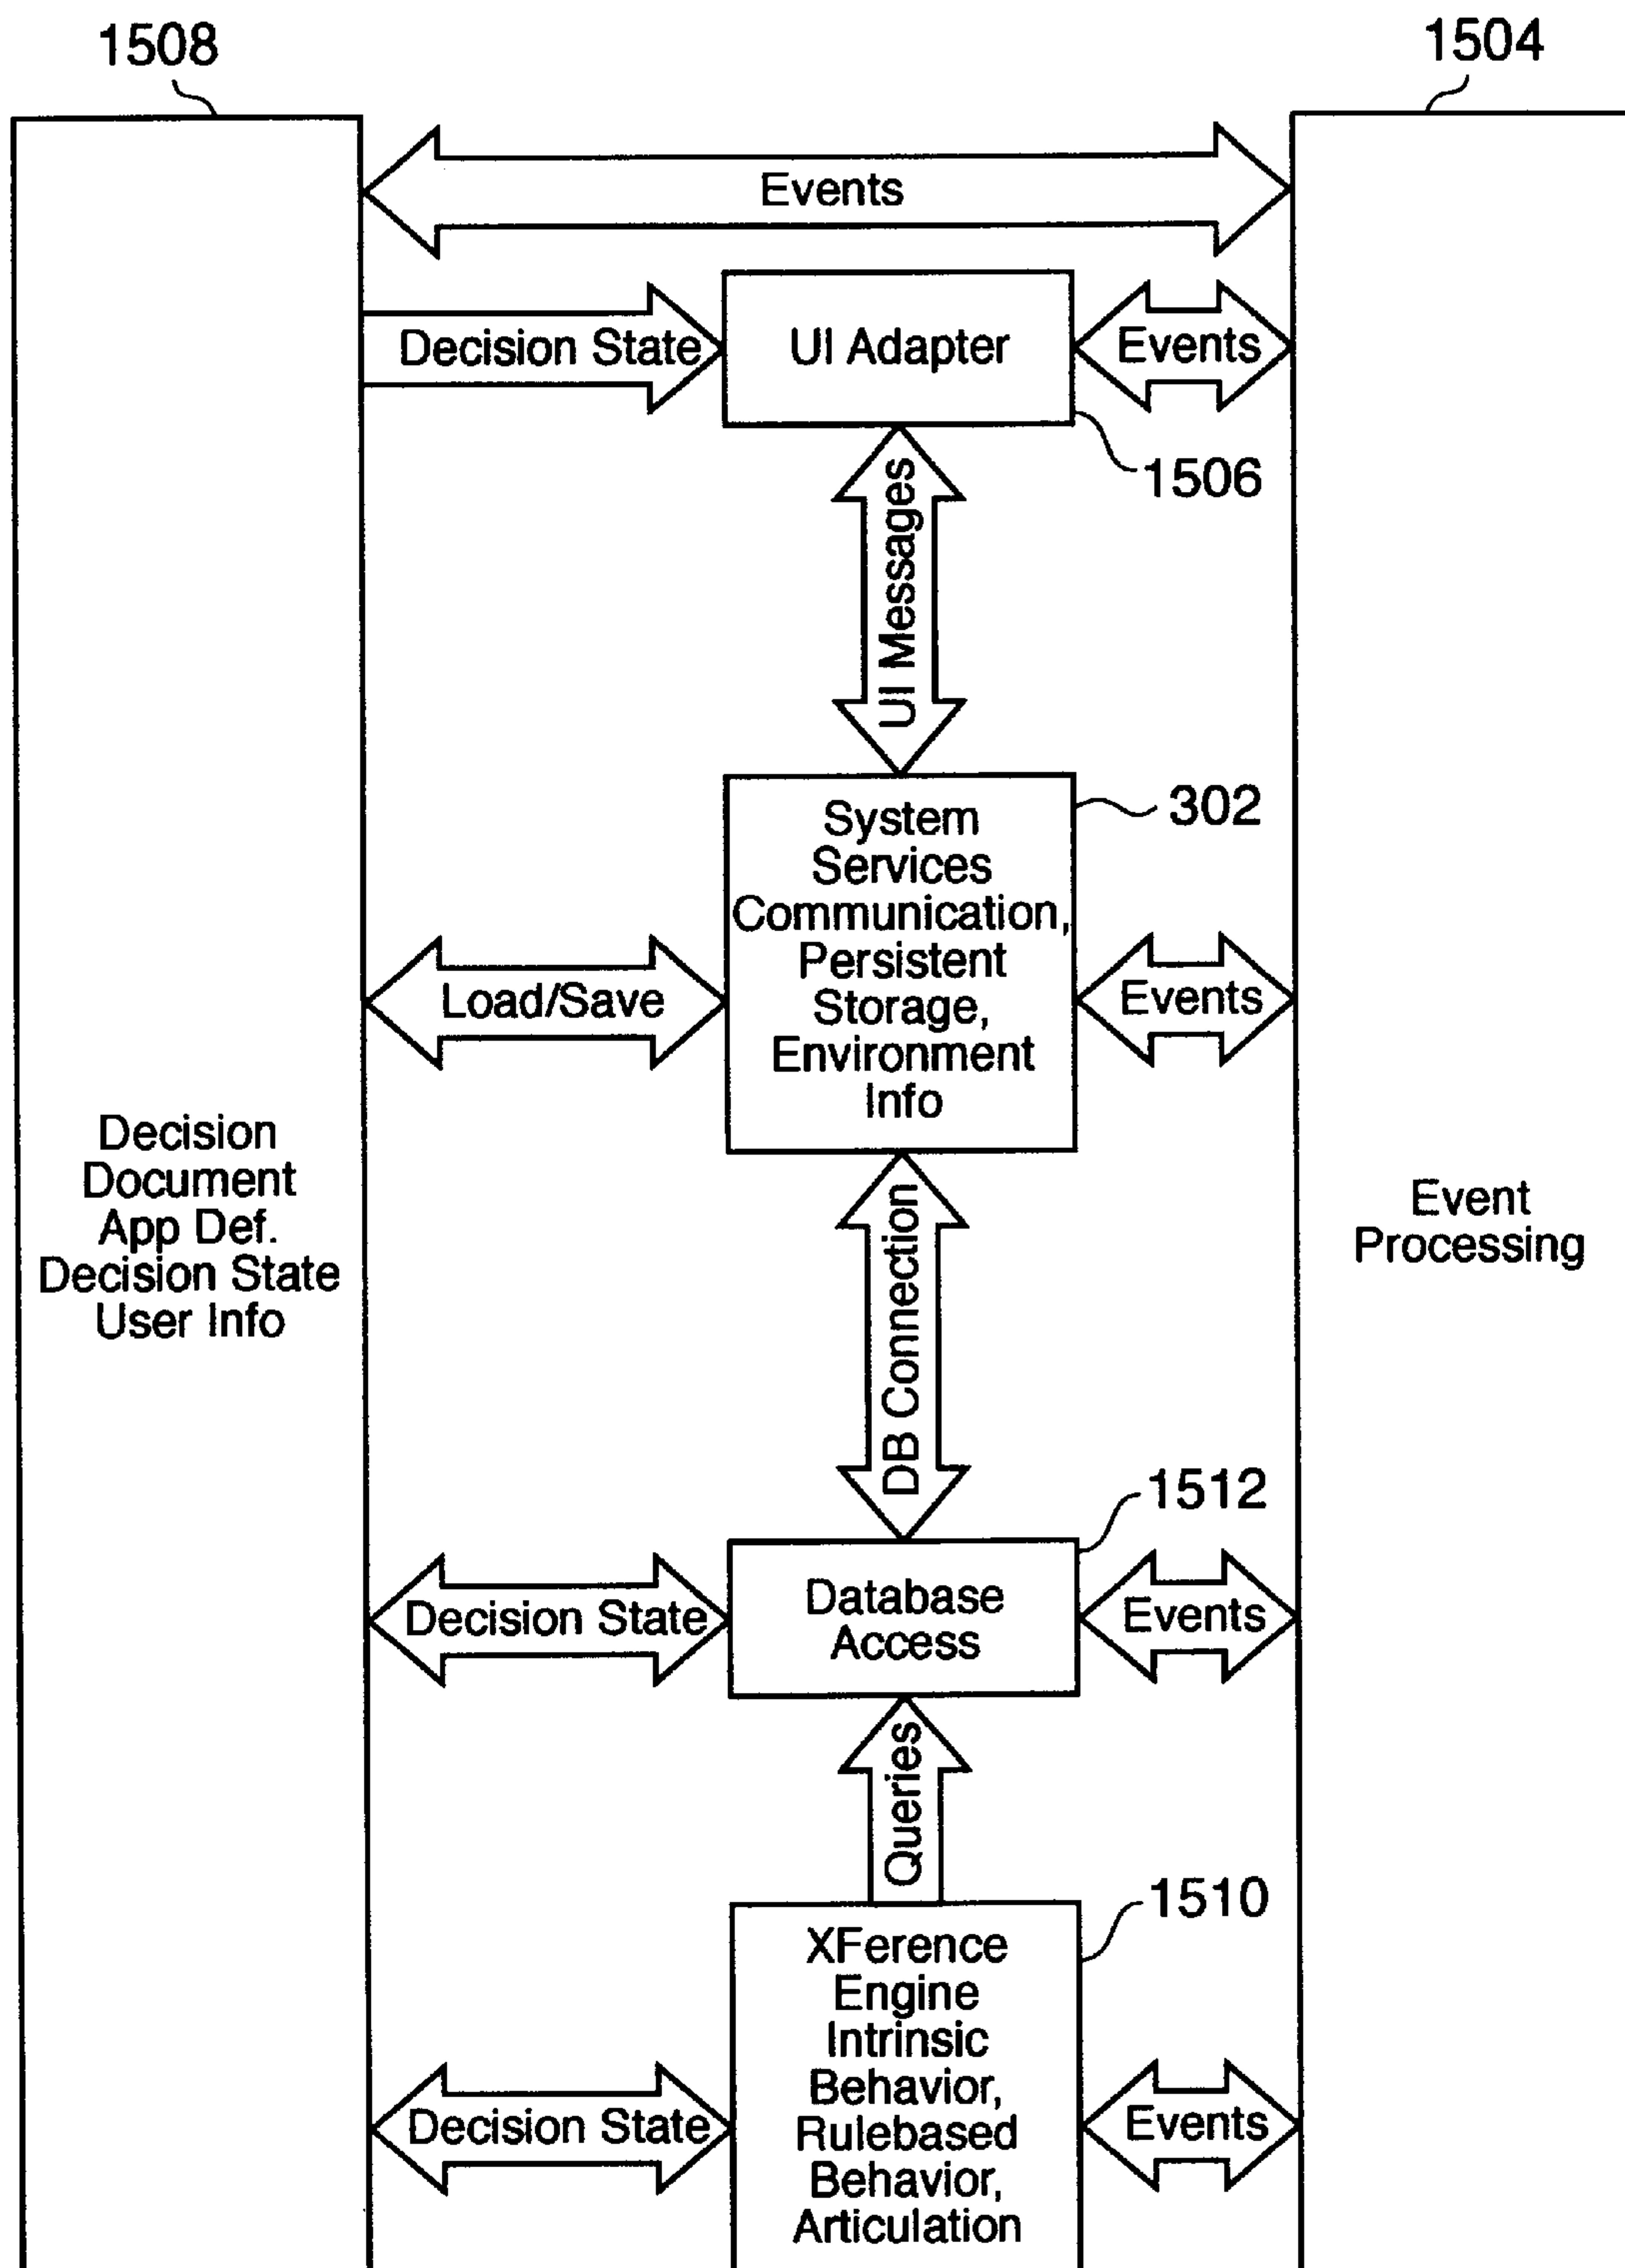 1508
1504
Events
Decision State
UI Adapter
Events
1506
UI Messages
302
System
Services
Communication,
Persistent
Storage,
Environment
Info
Load/Save
Events
Decision
Document
App Def.
Decision State
User Info
Event
Processing
DB Connection
1512
Decision State
Database
Access
Events
Queries
1510
XFerence
Engine
Intrinsic
Behavior,
Rulebased
Behavior,
Articulation
Decision State
Events